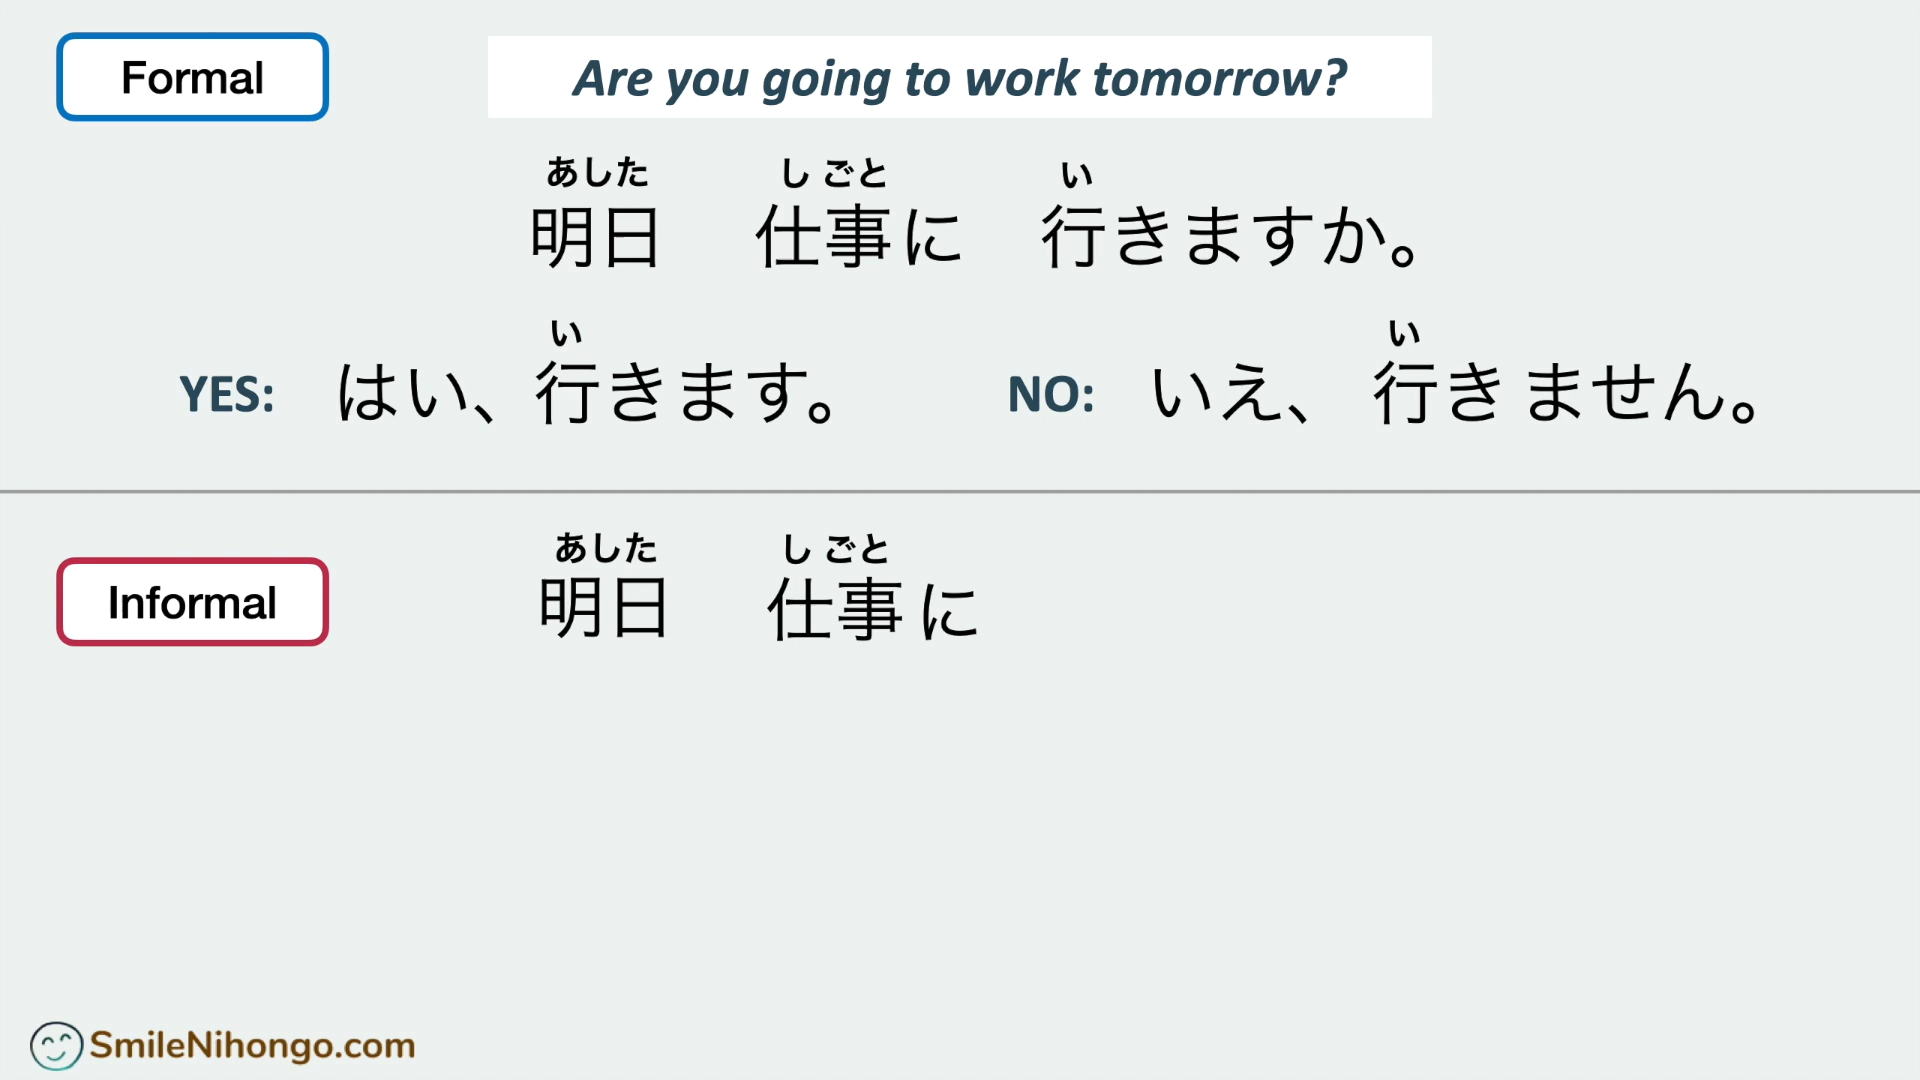 Formal
Are you going to work tomorrow?
あした しごと い
明日 仕事に 行きますか。
い い
YES: はい、行きます。 NO: いえ、 行きません。
あした しごと
Informal 明日 仕事に
SmileNihongo.com